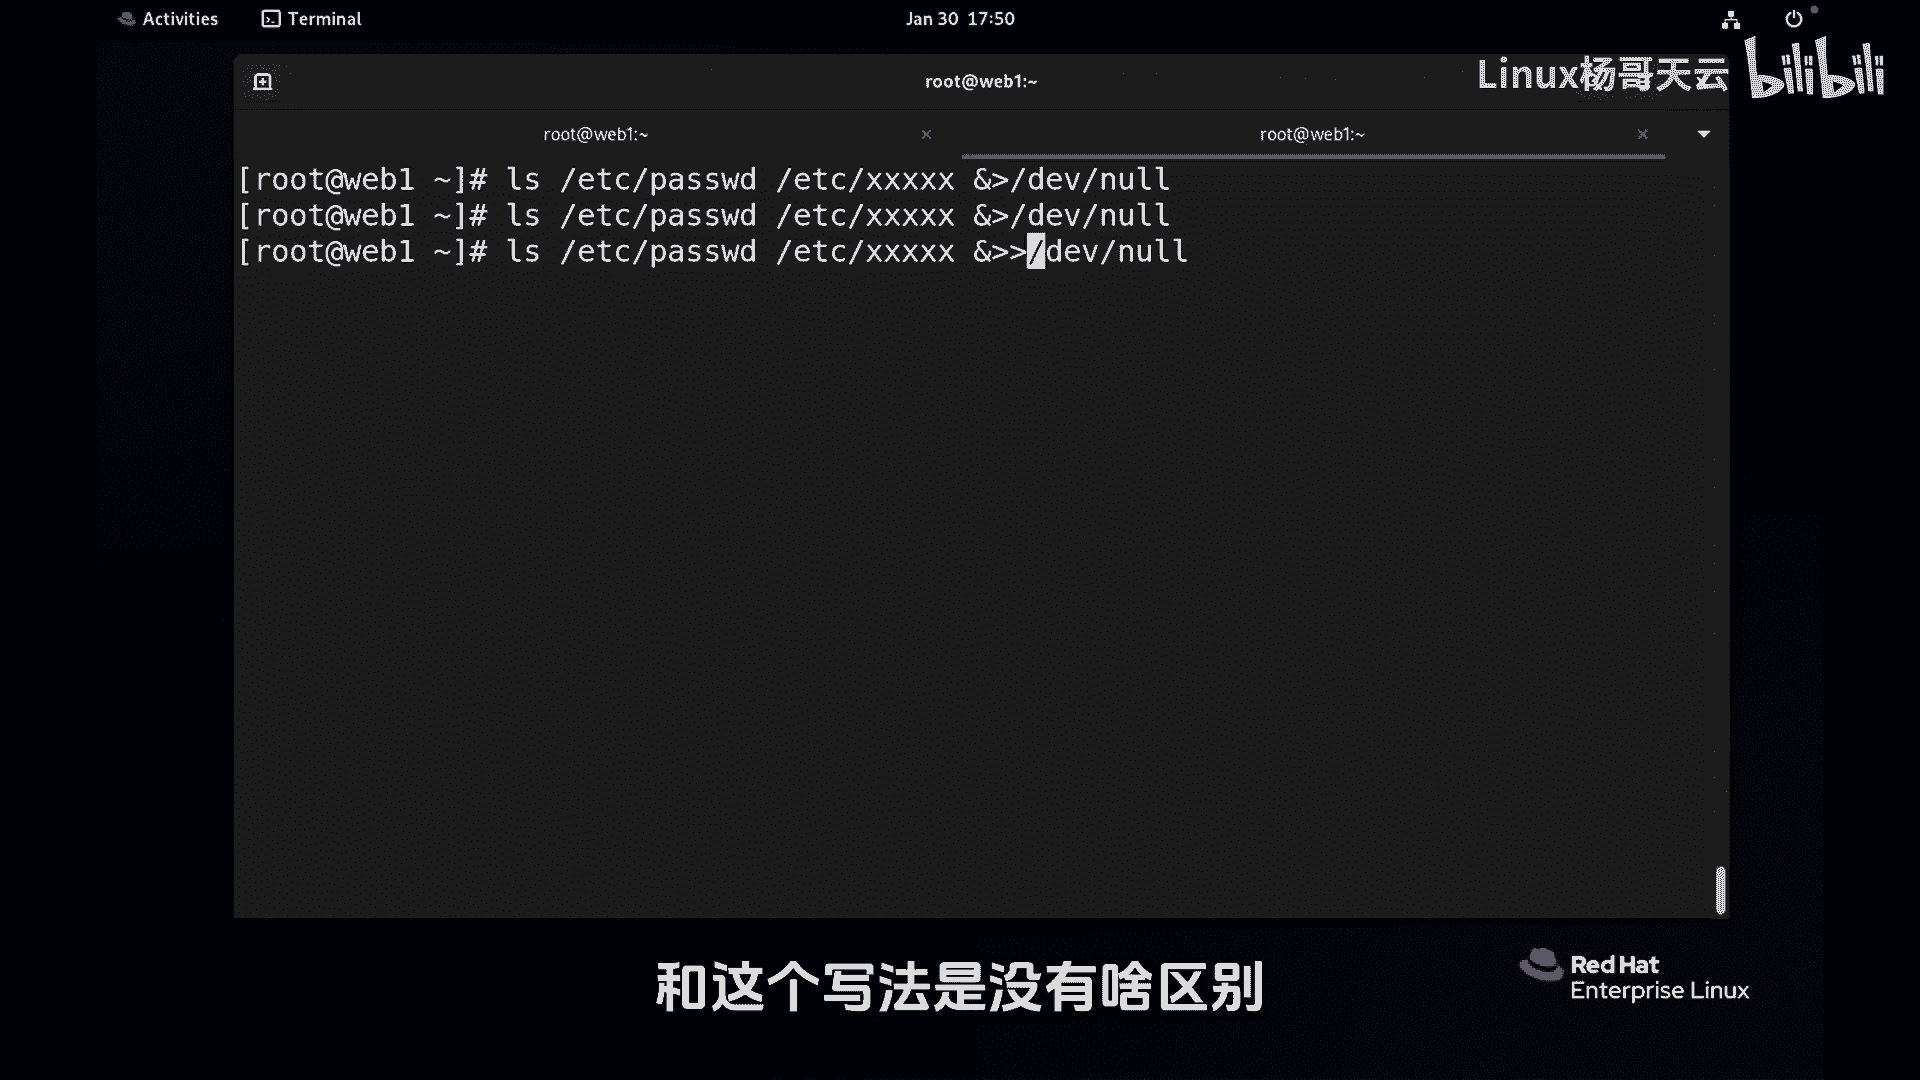 Activities
Terminal
Jan 30 17:50
root@web1:~
Linux杨哥天云
bilibili
root@web1:~
root@web1:~
[root@web1 ~]# ls /etc/passwd /etc/xxxxx &>/dev/null
[root@web1 ~]# ls /etc/passwd /etc/xxxxx &>/dev/null
[root@web1 ~]# ls /etc/passwd /etc/xxxxx &>>/dev/null
和这个写法是没有啥区别
Red Hat
Enterprise Linux